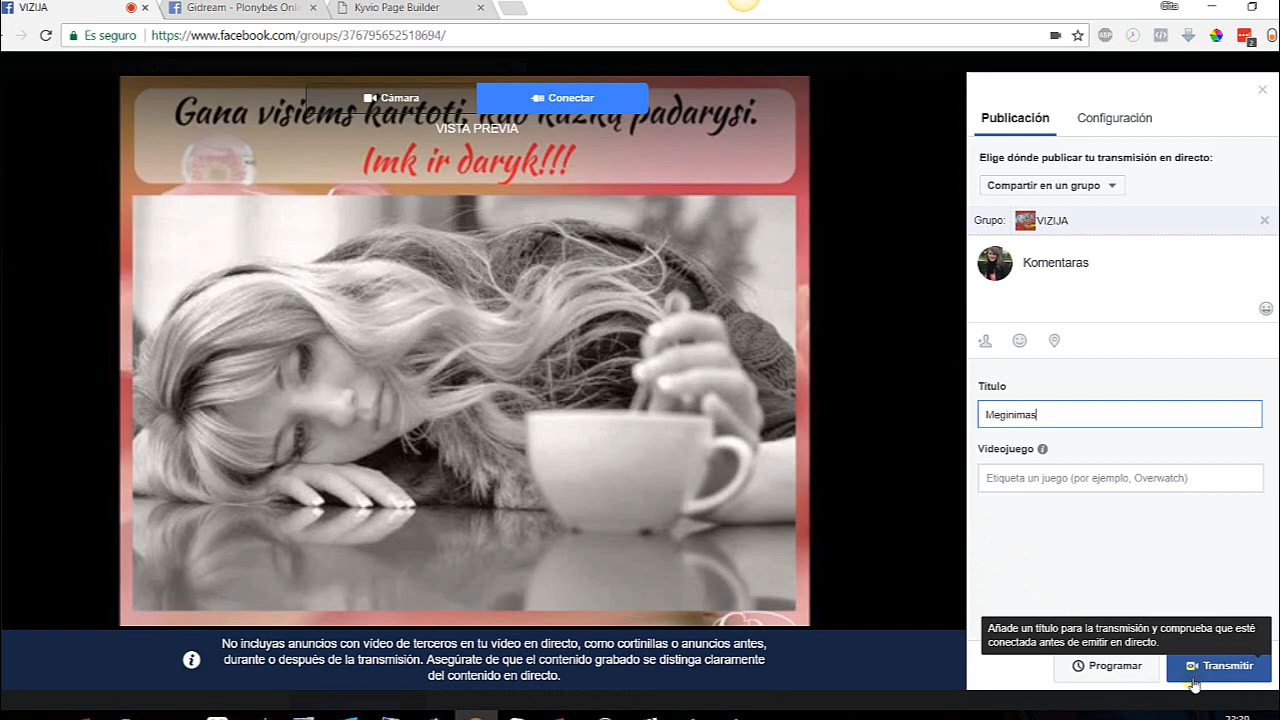 VIZIJA
Gidream - Plonybės Onl
Kyvio Page Builder
Gita
Es seguro
https://www.facebook.com/groups/376795652518694/
ABP
2
Cámara
Conectar
VISTA PREVIA
Gana visiems kartoti, kad kažką padarysi.
Imk ir daryk!!!
No incluyas anuncios con vídeo de terceros en tu vídeo en directo, como cortinillas o anuncios antes,
durante o después de la transmisión. Asegúrate de que el contenido grabado se distinga claramente
del contenido en directo.
Publicación
Configuración
Elige dónde publicar tu transmisión en directo:
Compartir en un grupo
Grupo: VIZIJA
Komentaras
Título
Meginimas
Videojuego
Etiqueta un juego (por ejemplo, Overwatch)
Añade un título para la transmisión y comprueba que esté
conectada antes de emitir en directo.
Programar
Transmitir